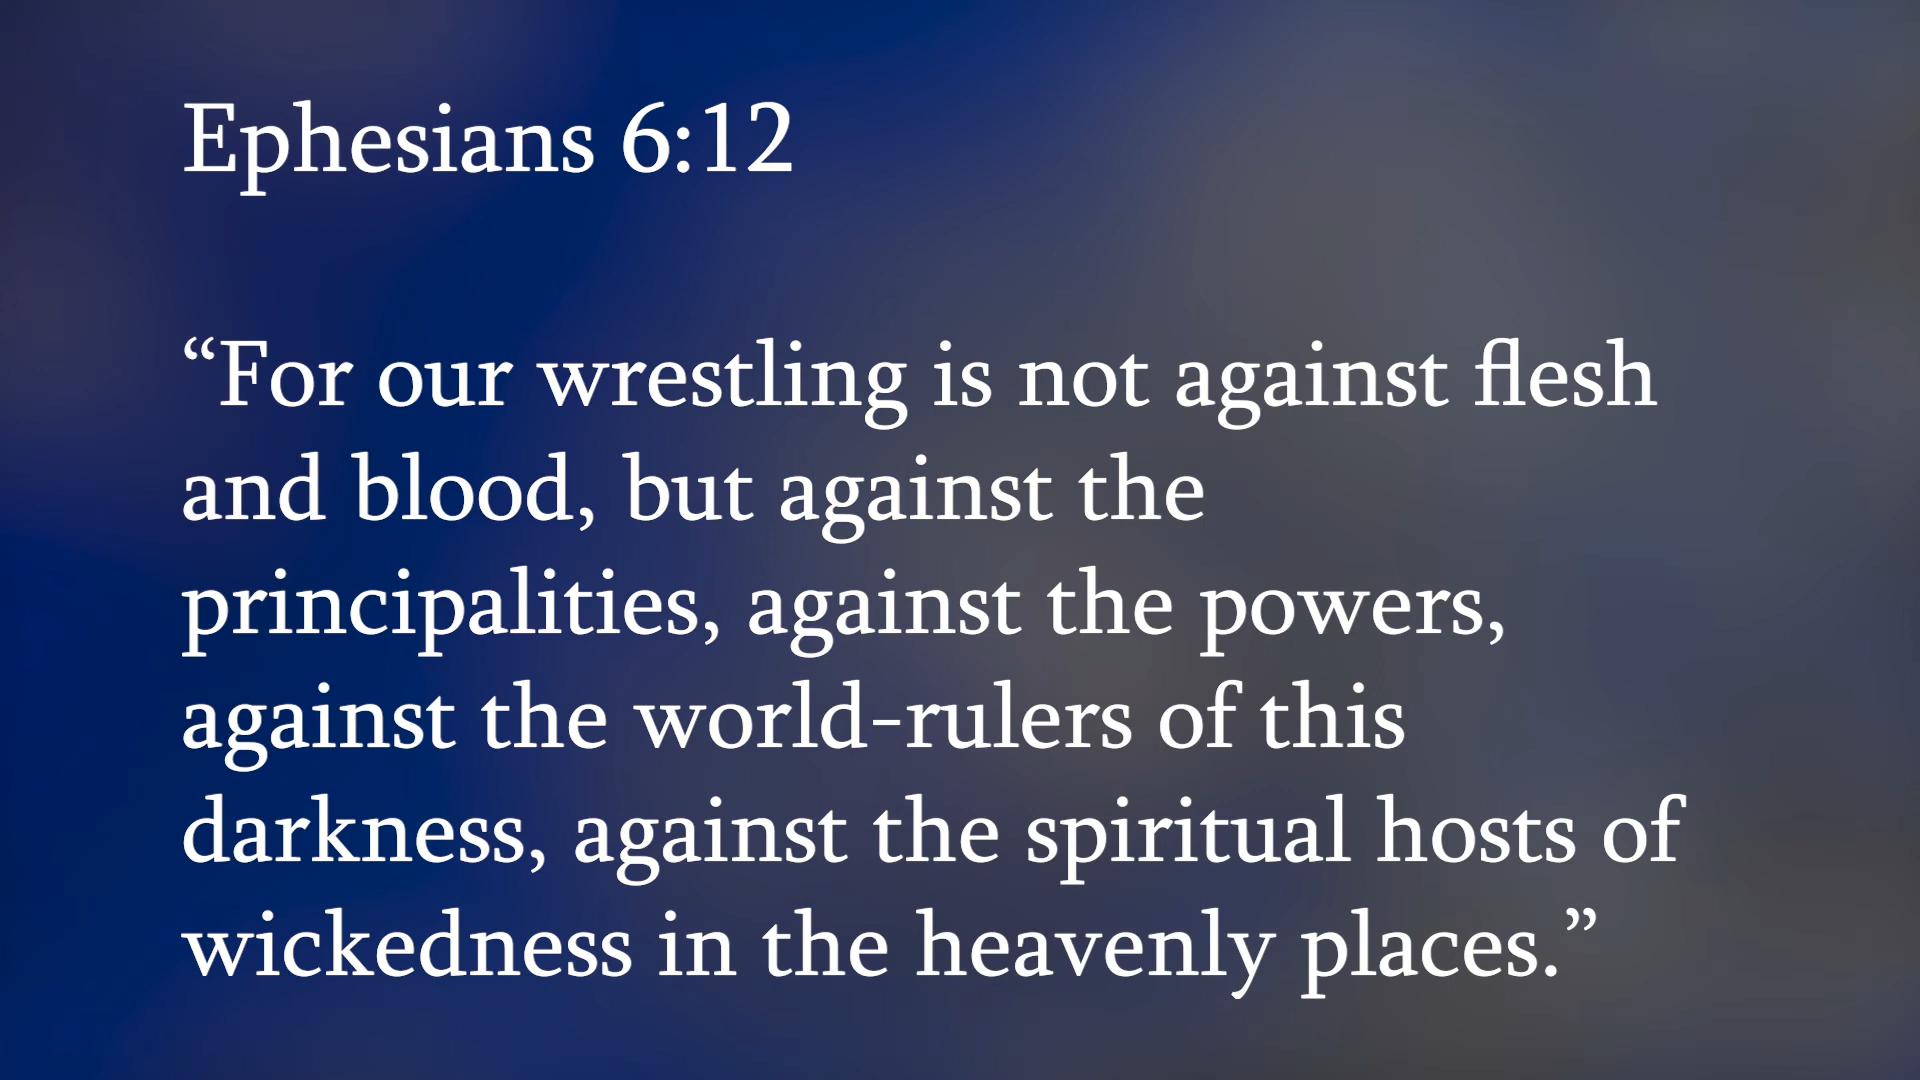 Ephesians 6:12
“For our wrestling is not against flesh
and blood, but against the
principalities, against the powers,
against the world-rulers of this
darkness, against the spiritual hosts of
wickedness in the heavenly places.”